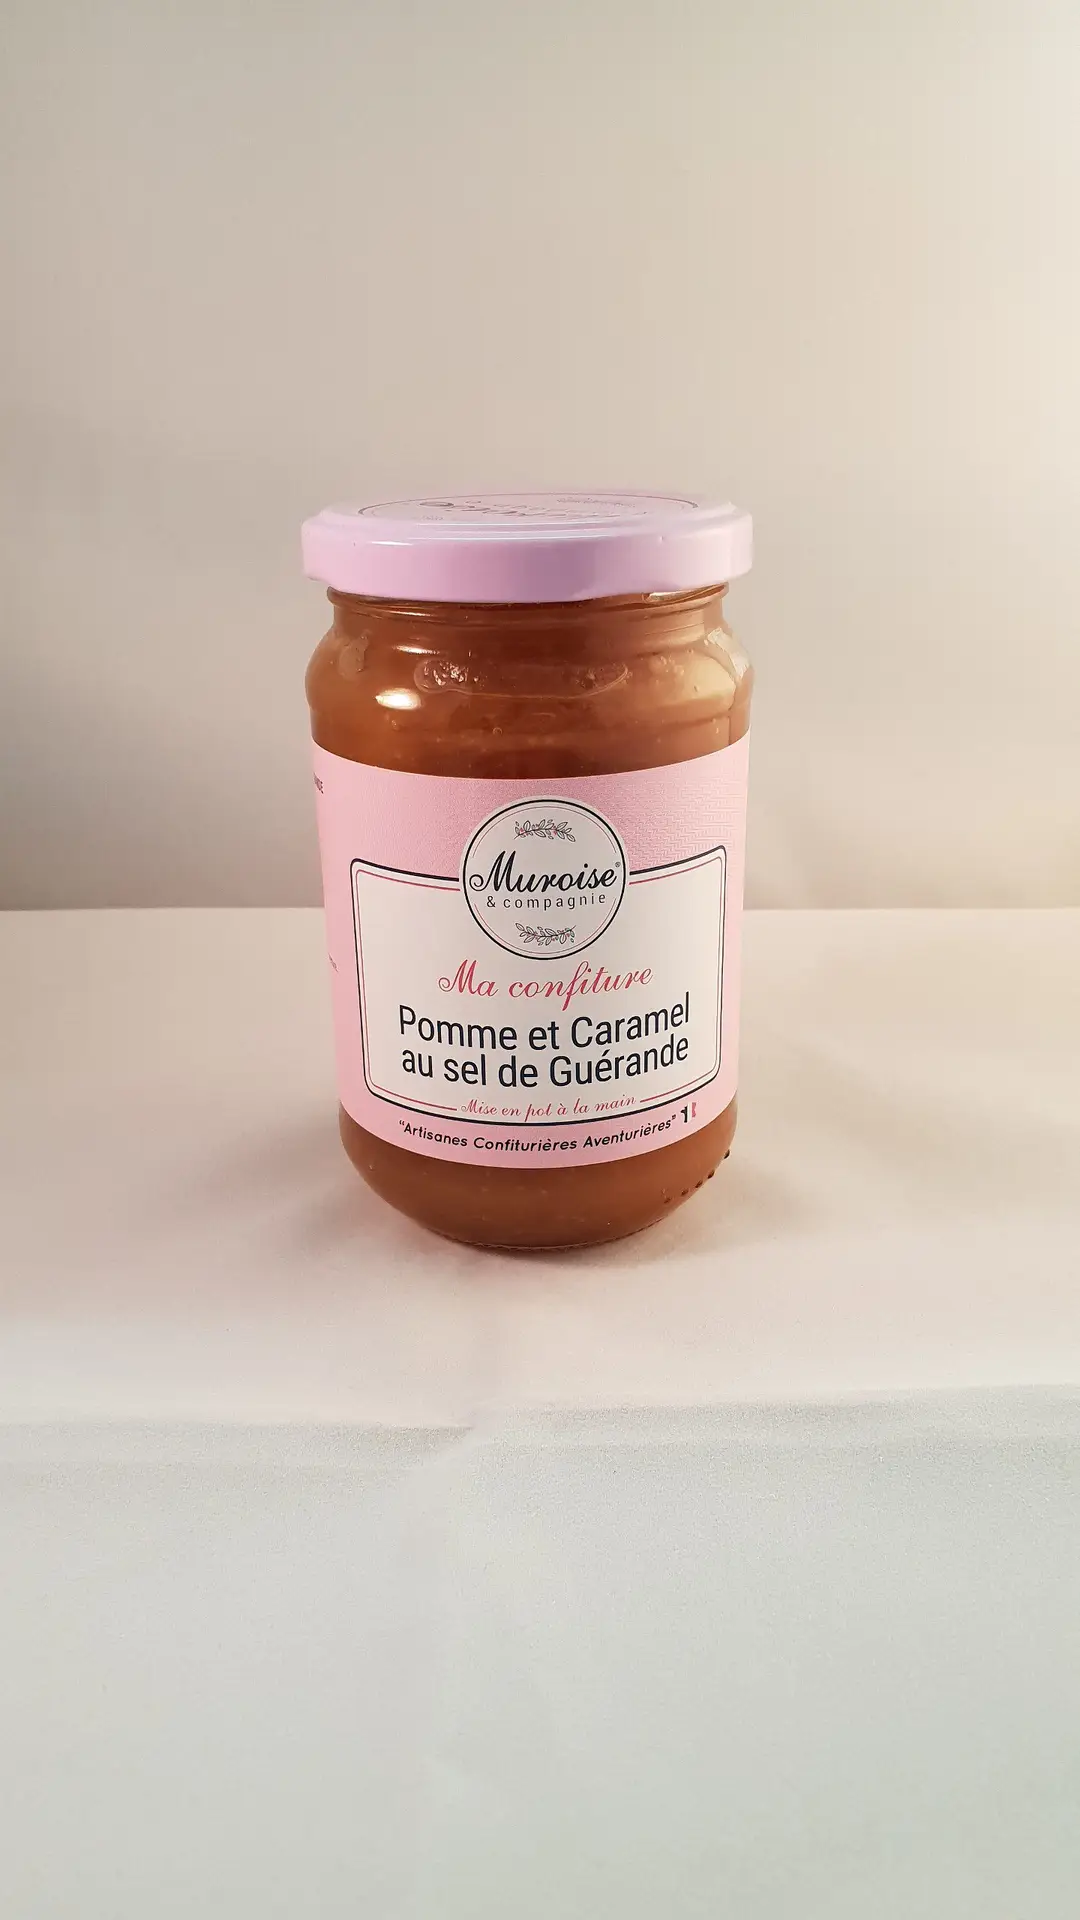 Muroise®
& compagnie
Ma confiture
Pomme et Caramel
au sel de Guérande
Mise en pot à la main
"Artisanes Confiturières Aventurières"